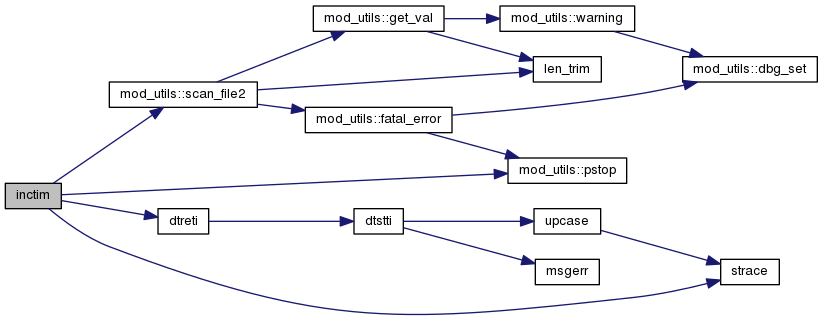 mod_utils::get_val
mod_utils::warning
len_trim
mod_utils::dbg_set
mod_utils::scan_file2
mod_utils::fatal_error
mod_utils::pstop
inctim
dtreti
dtstti
upcase
msgerr
strace